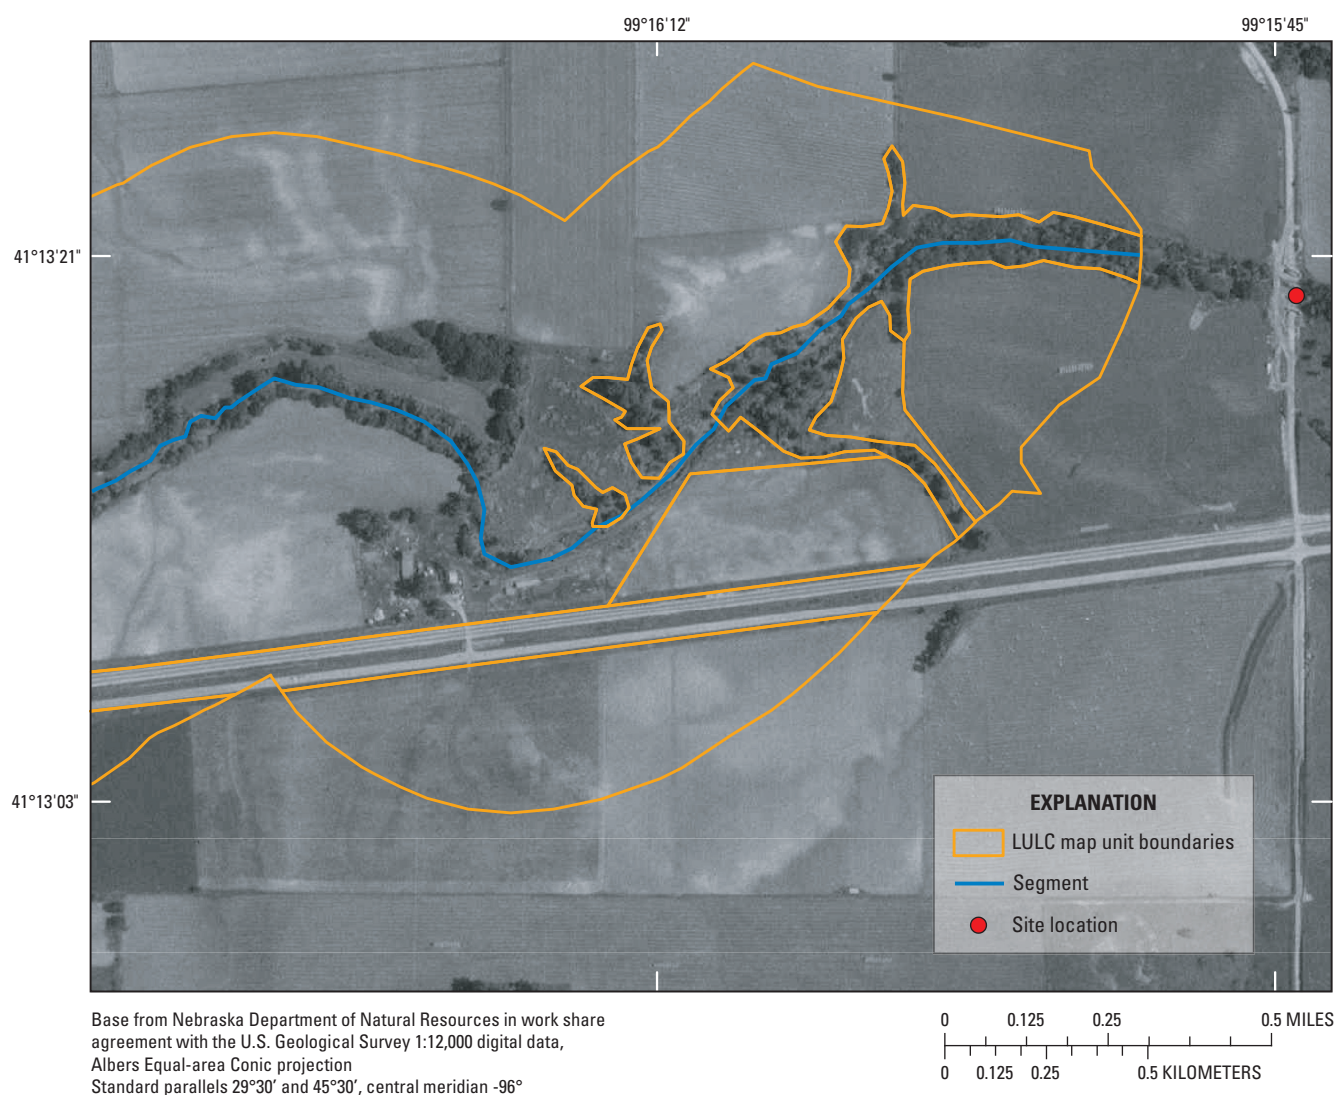 99°16'12"
99°15'45"
41°13'21"
41°13'03"
EXPLANATION
LULC map unit boundaries
Segment
Site location
Base from Nebraska Department of Natural Resources in work share
agreement with the U.S. Geological Survey 1:12,000 digital data,
Albers Equal-area Conic projection
Standard parallels 29°30′ and 45°30′, central meridian -96°
0 0.125 0.25 0.5 MILES
0 0.125 0.25 0.5 KILOMETERS